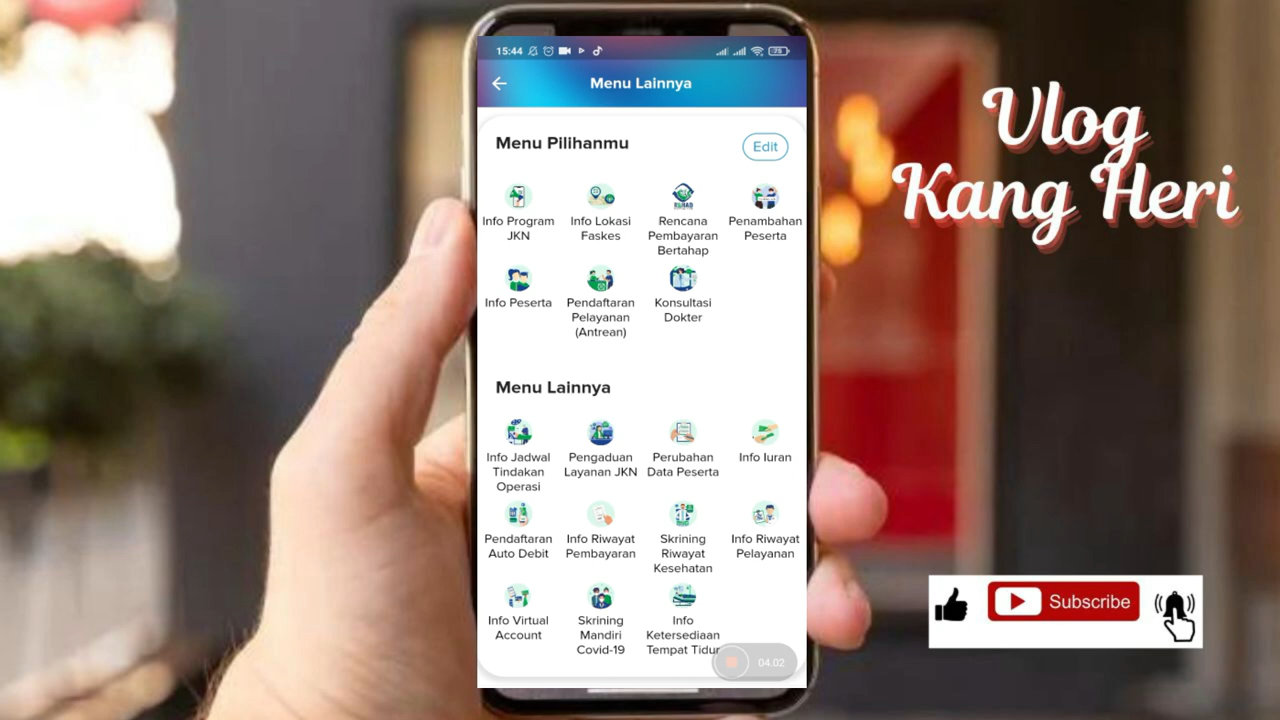 15:44
75
Menu Lainnya
Menu Pilihanmu
Edit
Info Program
JKN
Info Lokasi
Faskes
REHAB
Rencana
Pembayaran
Bertahap
Penambahan
Peserta
Info Peserta
Pendaftaran
Pelayanan
(Antrean)
Konsultasi
Dokter
Menu Lainnya
Info Jadwal
Tindakan
Operasi
Pengaduan
Layanan JKN
Perubahan
Data Peserta
Info Iuran
Pendaftaran
Auto Debit
Info Riwayat
Pembayaran
Skrining
Riwayat
Kesehatan
Info Riwayat
Pelayanan
Info Virtual
Account
Skrining
Mandiri
Covid-19
Info
Ketersediaan
Tempat Tidur
04.02
Vlog
Kang Heri
Subscribe